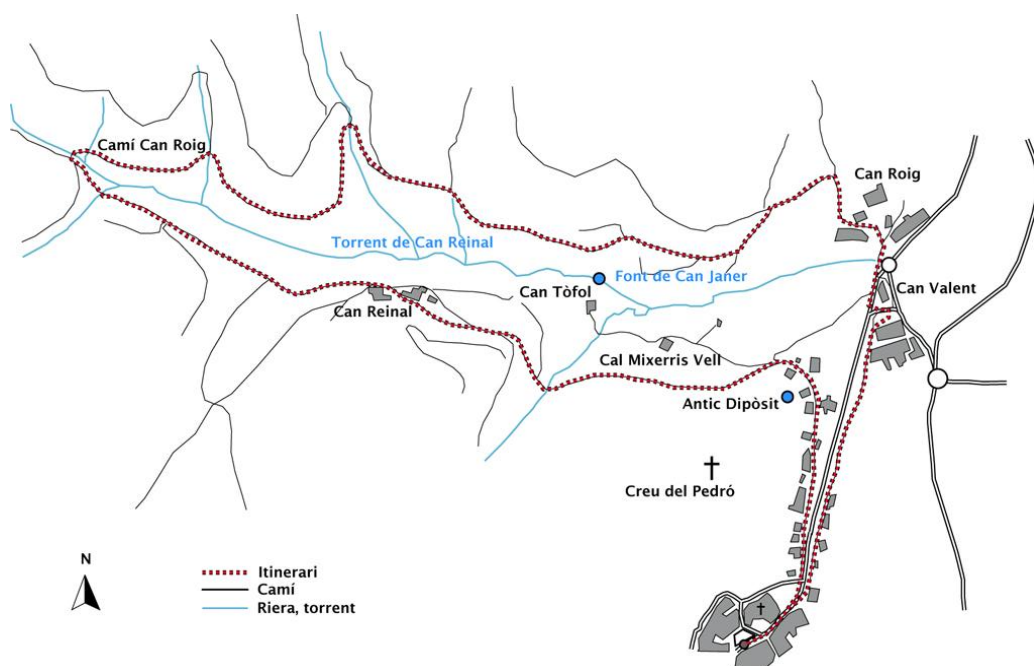 Camí Can Roig
Can Roig
Torrent de Can Reinal
Font de Can Janer
Can Tòfol
Can Valent
Can Reinal
Cal Mixerris Vell
Antic Dipòsit
Creu del Pedró
N
Itinerari
Camí
Riera, torrent